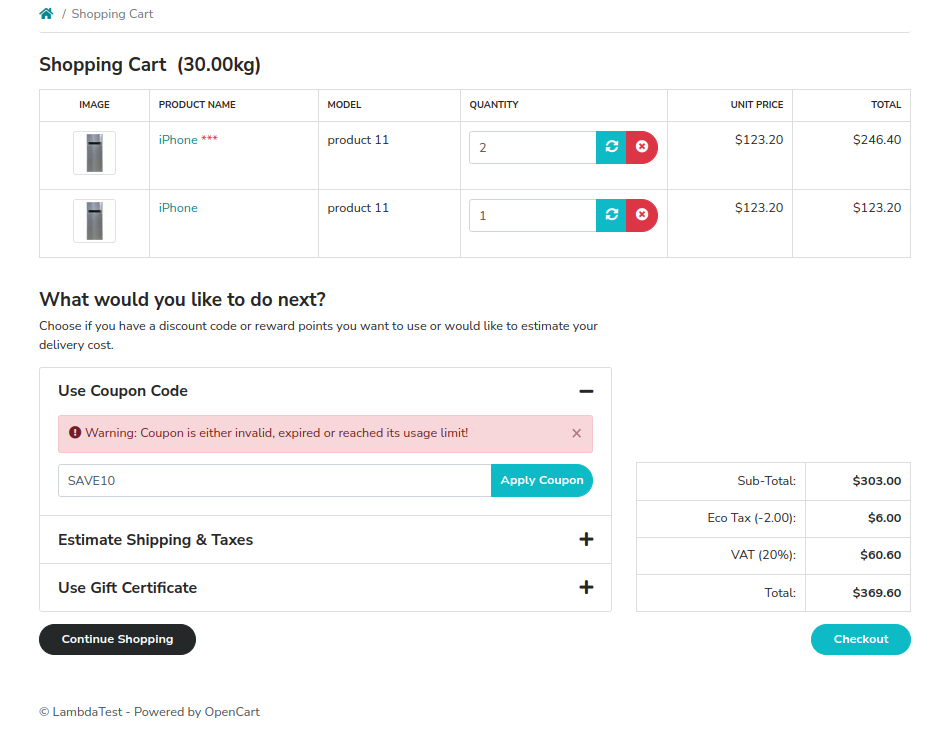 / Shopping Cart
Shopping Cart (30.00kg)
IMAGE PRODUCT NAME MODEL QUANTITY UNIT PRICE TOTAL
iPhone *** product 11 2 $123.20 $246.40
iPhone product 11 1 $123.20 $123.20
What would you like to do next?
Choose if you have a discount code or reward points you want to use or would like to estimate your
delivery cost.
Use Coupon Code
Warning: Coupon is either invalid, expired or reached its usage limit! ×
SAVE10 Apply Coupon
Estimate Shipping & Taxes
Use Gift Certificate
Sub-Total: $303.00
Eco Tax (-2.00): $6.00
VAT (20%): $60.60
Total: $369.60
Continue Shopping Checkout
© LambdaTest - Powered by OpenCart